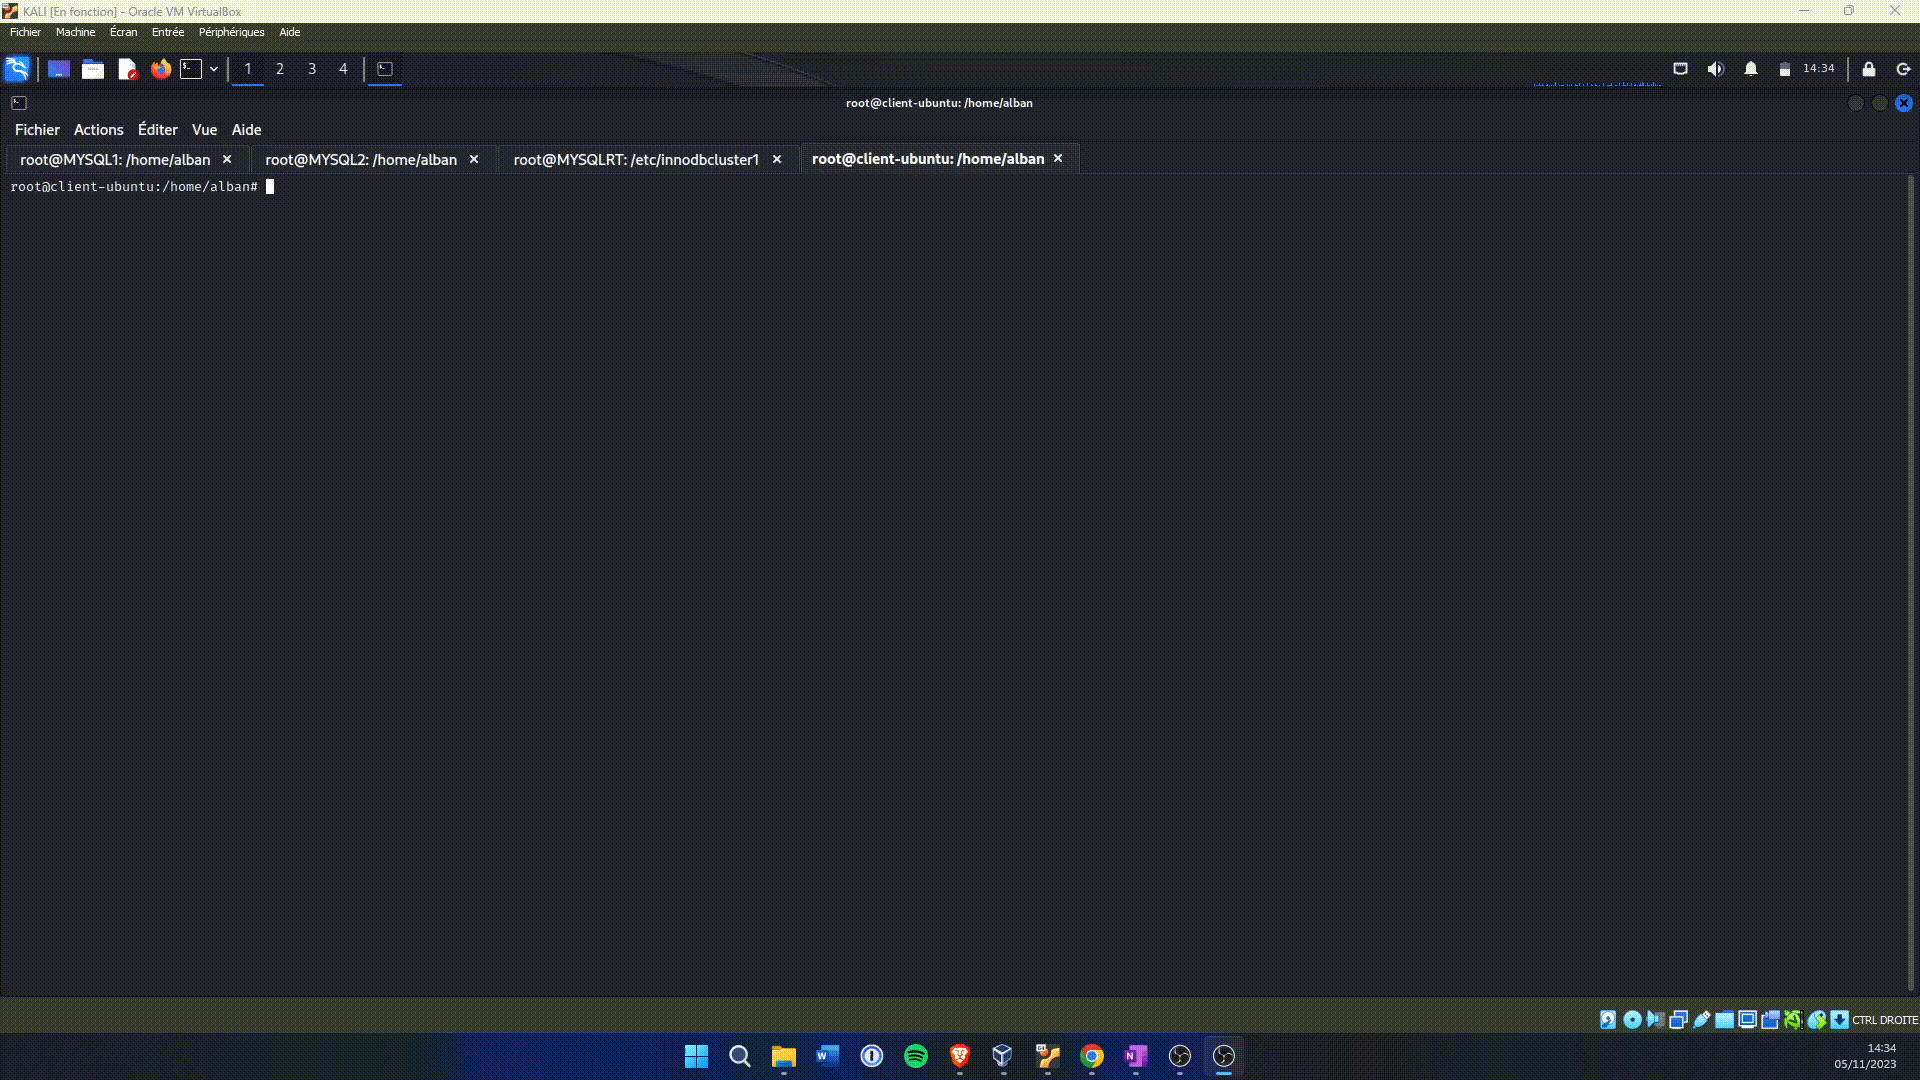 KALI [En fonction] - Oracle VM VirtualBox
Fichier Machine Écran Entrée Périphériques Aide
1 2 3 4 14:34
root@client-ubuntu: /home/alban
Fichier Actions Éditer Vue Aide
root@MYSQL1: /home/alban × root@MYSQL2: /home/alban × root@MYSQLRT: /etc/innodbcluster1 × root@client-ubuntu: /home/alban ×
root@client-ubuntu:/home/alban#
CTRL DROITE
14:34
05/11/2023